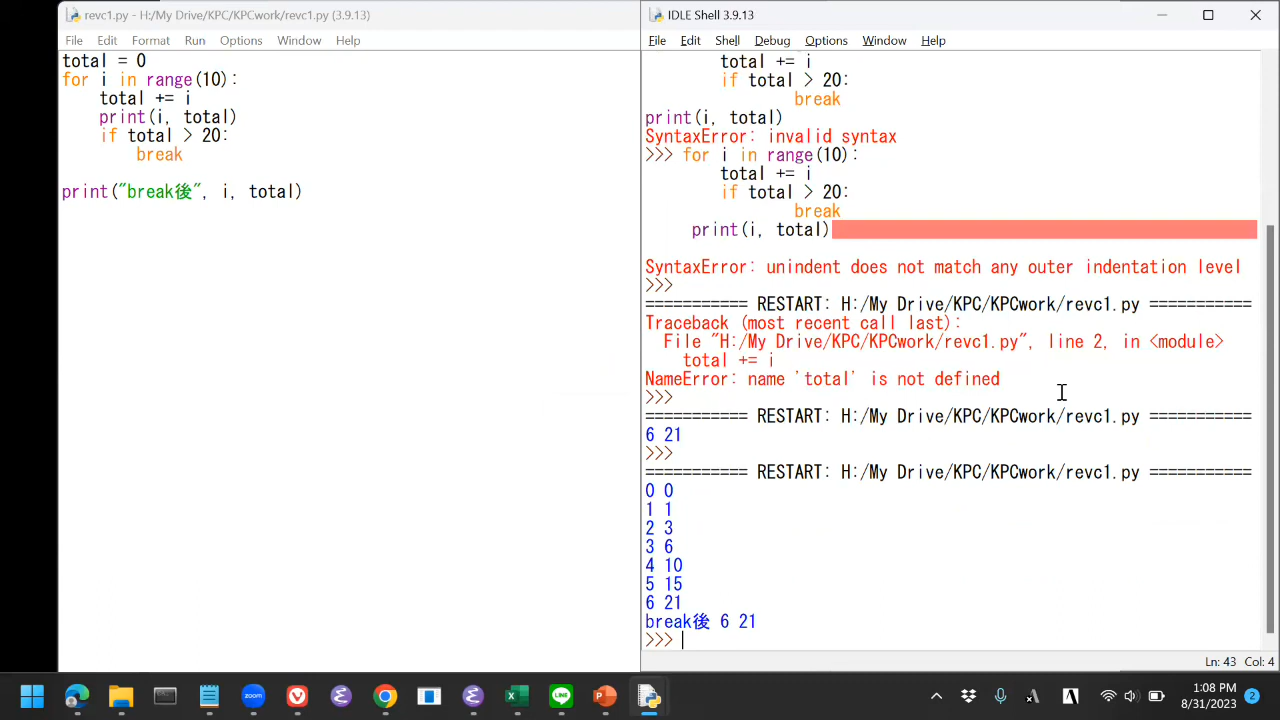 revc1.py - H:/My Drive/KPC/KPCwork/revc1.py (3.9.13)
File Edit Format Run Options Window Help
total = 0
for i in range(10):
    total += i
    print(i, total)
    if total > 20:
        break
print("break後", i, total)
IDLE Shell 3.9.13
File Edit Shell Debug Options Window Help
        total += i
        if total > 20:
                break
print(i, total)
SyntaxError: invalid syntax
>>> for i in range(10):
        total += i
        if total > 20:
                break
     print(i, total)
SyntaxError: unindent does not match any outer indentation level
>>>
=========== RESTART: H:/My Drive/KPC/KPCwork/revc1.py ===========
Traceback (most recent call last):
  File "H:/My Drive/KPC/KPCwork/revc1.py", line 2, in <module>
    total += i
NameError: name 'total' is not defined
>>>
=========== RESTART: H:/My Drive/KPC/KPCwork/revc1.py ===========
6 21
>>>
=========== RESTART: H:/My Drive/KPC/KPCwork/revc1.py ===========
0 0
1 1
2 3
3 6
4 10
5 15
6 21
break後 6 21
>>>
Ln: 43 Col: 4
zoom
LINE
A
1:08 PM
8/31/2023
2